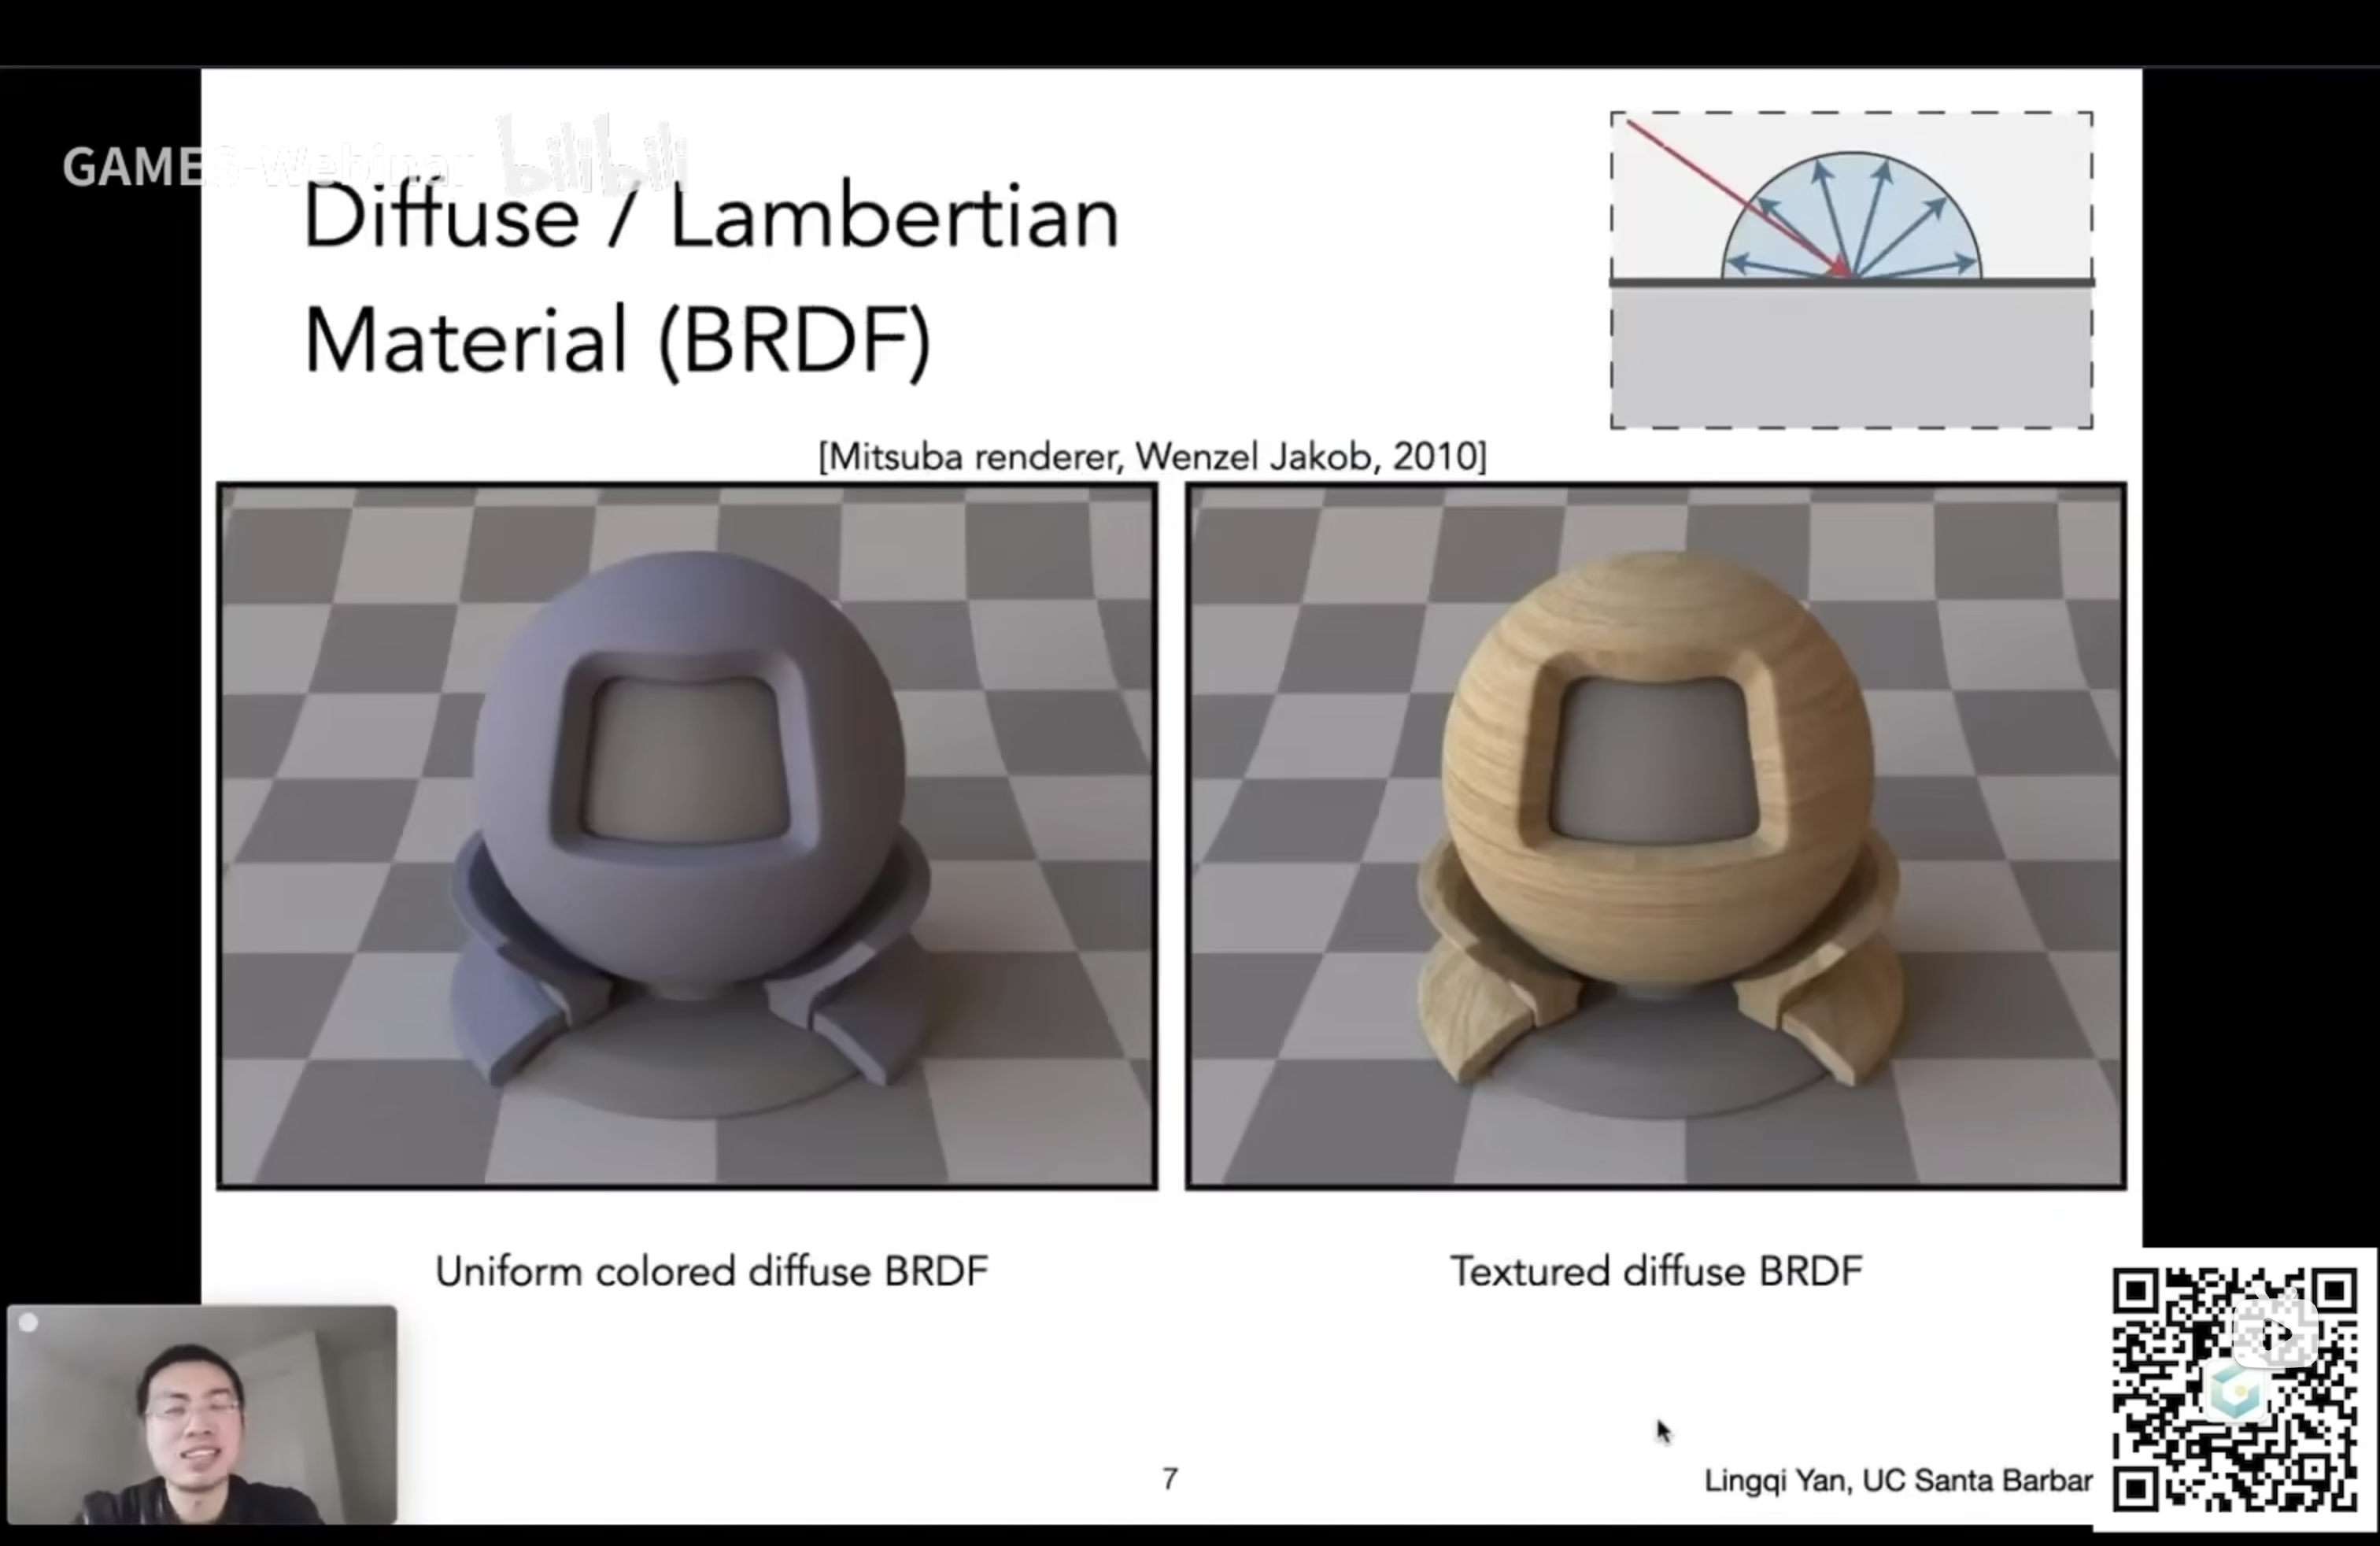 GAMES-Webinar bilibili
Diffuse / Lambertian
Material (BRDF)
[Mitsuba renderer, Wenzel Jakob, 2010]
Uniform colored diffuse BRDF
Textured diffuse BRDF
7
Lingqi Yan, UC Santa Barbar